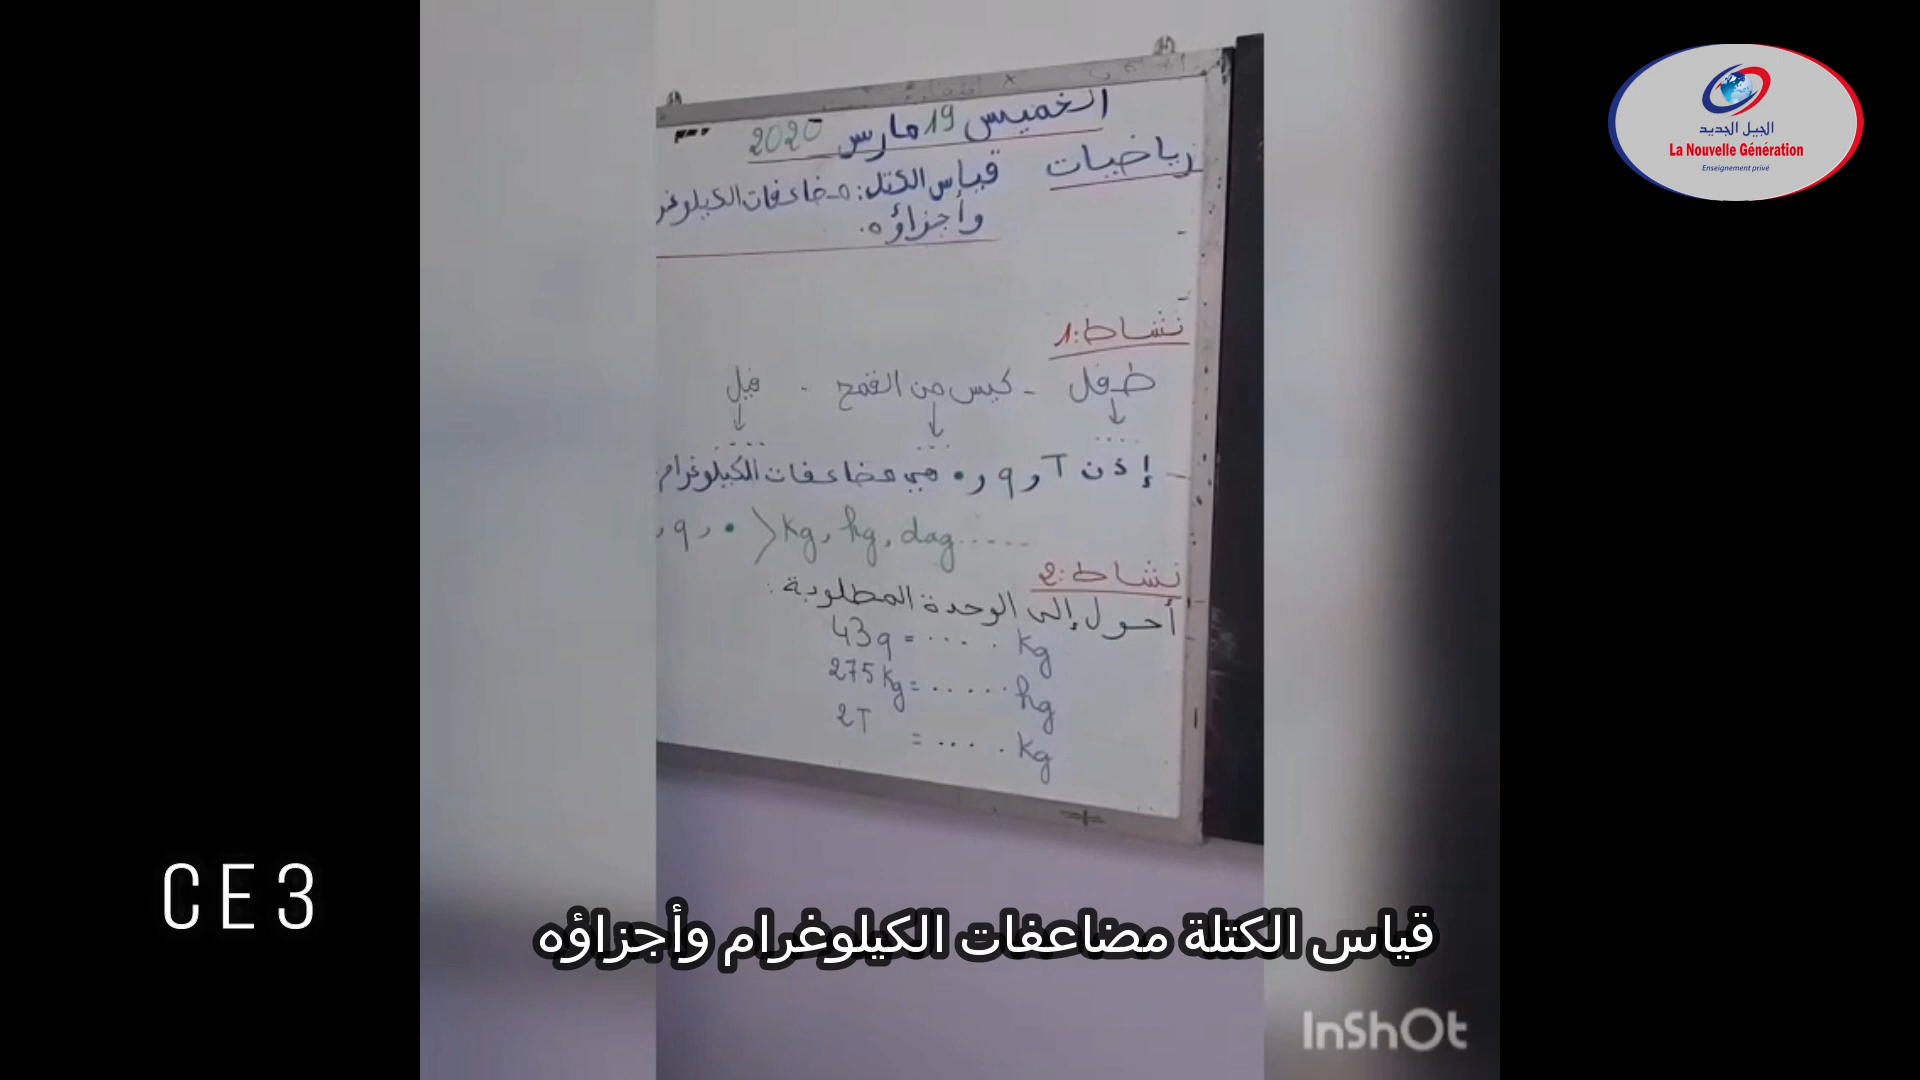 الخميس 19 مارس 2020
رياضيات
قياس الكتل: مضاعفات الكيلوغر
وأجزاؤه.
نشاط 1:
طفل - كيس من القمح - فيل
↓ ↓ ↓
.... .... ....
- إذن T و q و • هي مضاعفات الكيلوغرام
, q, • > Kg, hg, dag.....
نشاط 2:
أحول إلى الوحدة المطلوبة:
43q = .... . Kg
275 Kg = ...... hg
2T = .... . Kg
الجيل الجديد
La Nouvelle Génération
Enseignement privé
CE3
قياس الكتلة مضاعفات الكيلوغرام وأجزاؤه
InShOt